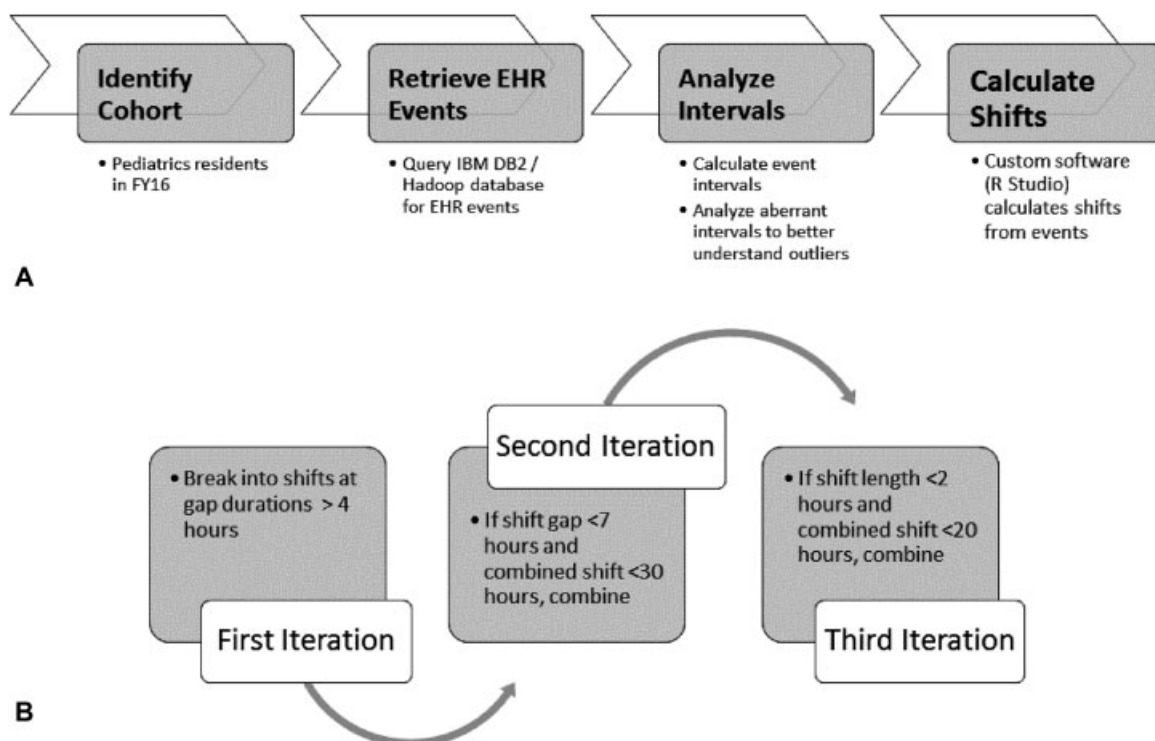 Identify
Cohort
• Pediatrics residents
in FY16
Retrieve EHR
Events
• Query IBM DB2 /
Hadoop database
for EHR events
Analyze
Intervals
• Calculate event
intervals
• Analyze aberrant
intervals to better
understand outliers
Calculate
Shifts
• Custom software
(R Studio)
calculates shifts
from events
A
• Break into shifts at
gap durations > 4
hours
First Iteration
Second Iteration
• If shift gap <7
hours and
combined shift <30
hours, combine
• If shift length <2
hours and
combined shift <20
hours, combine
Third Iteration
B